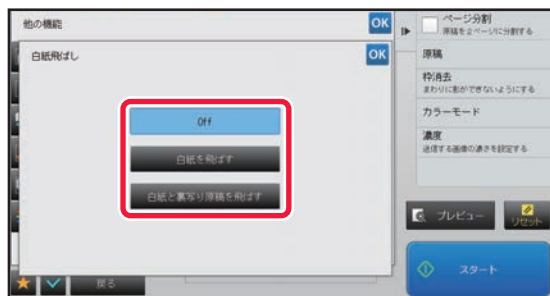 他の機能
OK
白紙飛ばし
OK
Off
白紙を飛ばす
白紙と裏写り原稿を飛ばす
戻る
ページ分割
原稿を2ページに分割する
原稿
枠消去
まわりに影ができないようにする
カラーモード
濃度
送信する画像の濃さを設定する
プレビュー
リセット
スタート